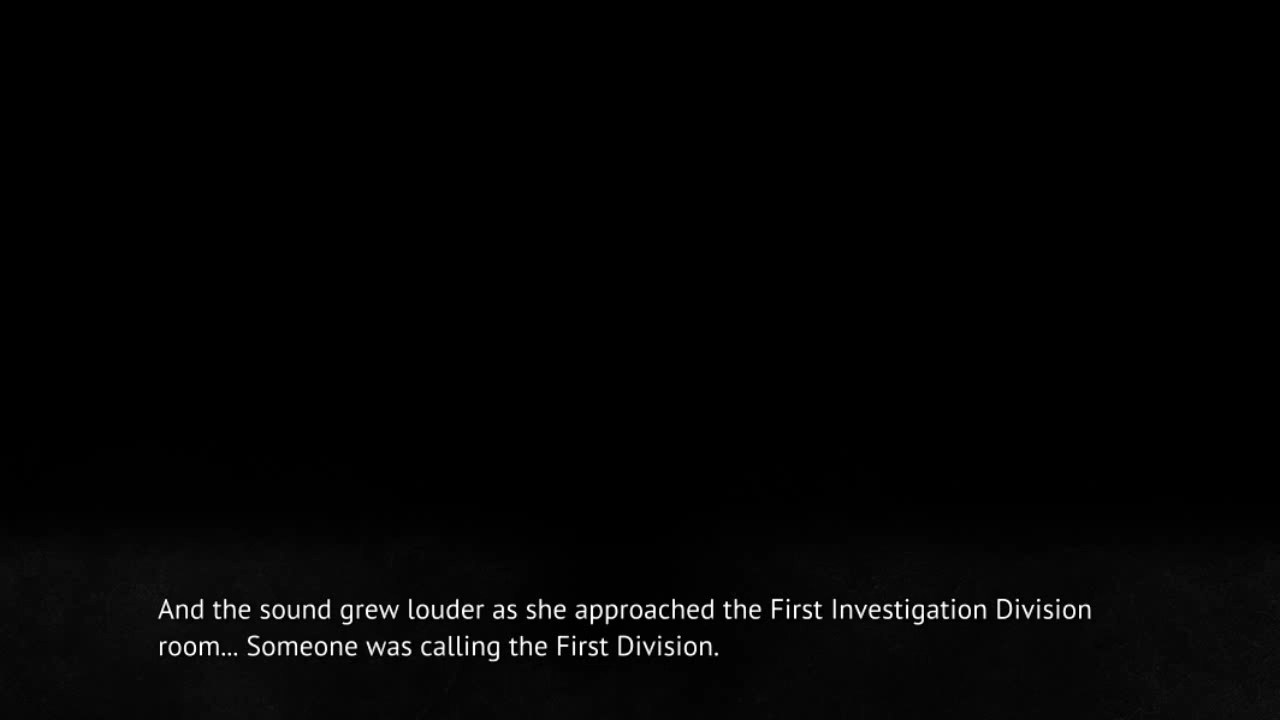 And the sound grew louder as she approached the First Investigation Division
room... Someone was calling the First Division.